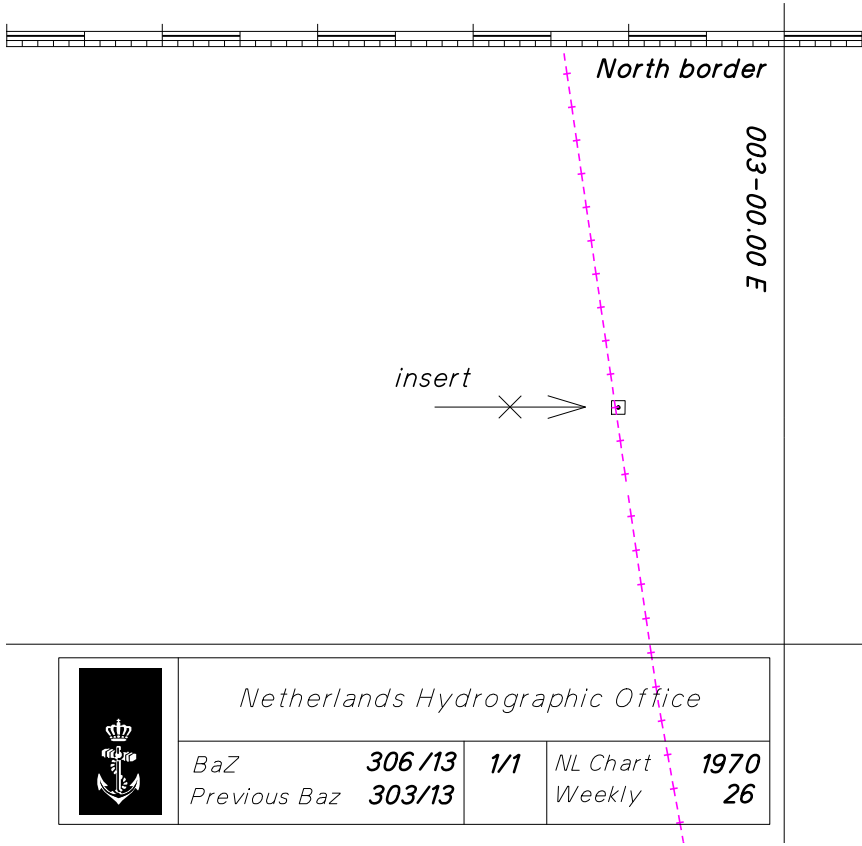 North border
003-00.00 E
insert
Netherlands Hydrographic Office
BaZ 306/13 1/1 NL Chart 1970
Previous Baz 303/13 Weekly 26